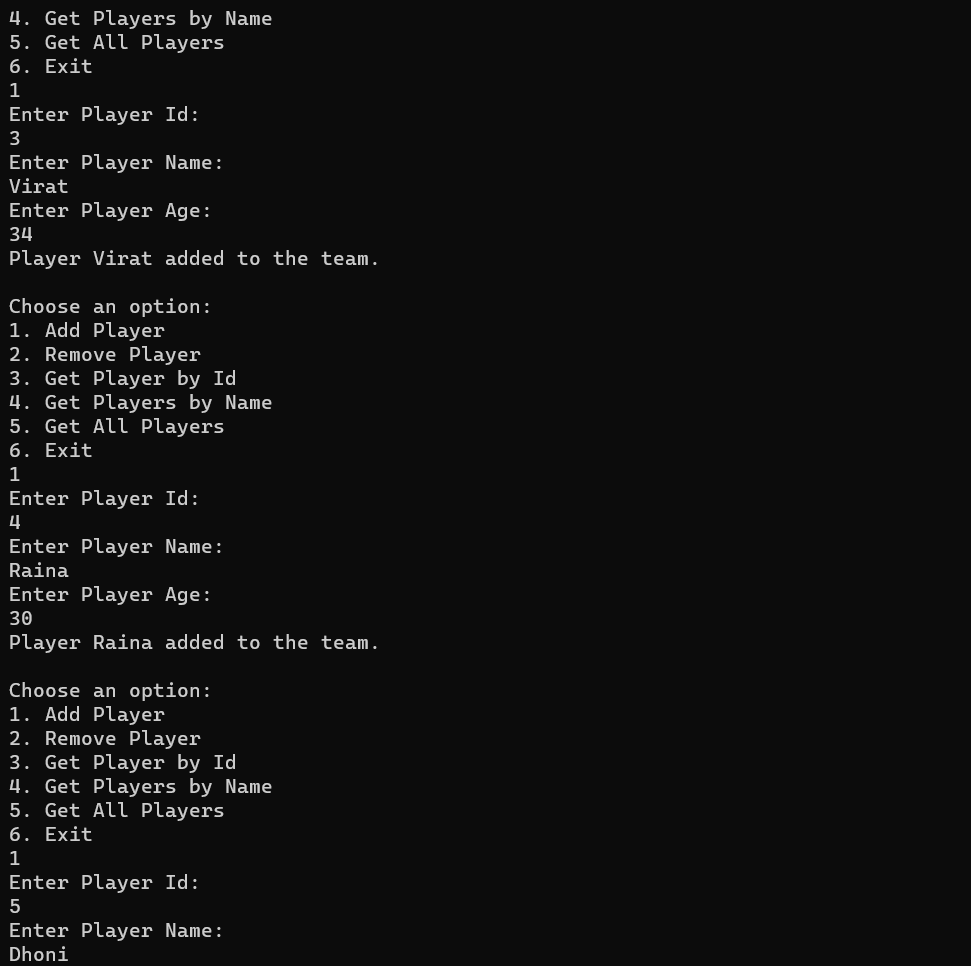 4. Get Players by Name
5. Get All Players
6. Exit
1
Enter Player Id:
3
Enter Player Name:
Virat
Enter Player Age:
34
Player Virat added to the team.
Choose an option:
1. Add Player
2. Remove Player
3. Get Player by Id
4. Get Players by Name
5. Get All Players
6. Exit
1
Enter Player Id:
4
Enter Player Name:
Raina
Enter Player Age:
30
Player Raina added to the team.
Choose an option:
1. Add Player
2. Remove Player
3. Get Player by Id
4. Get Players by Name
5. Get All Players
6. Exit
1
Enter Player Id:
5
Enter Player Name:
Dhoni